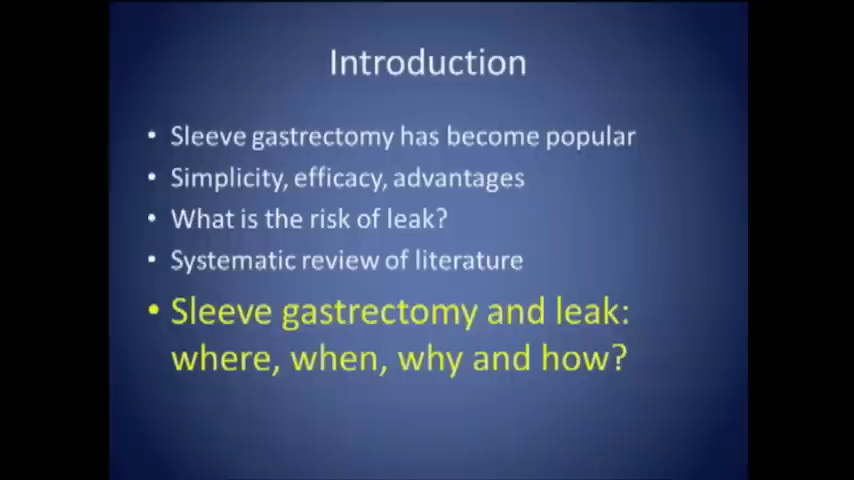 Introduction
• Sleeve gastrectomy has become popular
• Simplicity, efficacy, advantages
• What is the risk of leak?
• Systematic review of literature
• Sleeve gastrectomy and leak:
where, when, why and how?